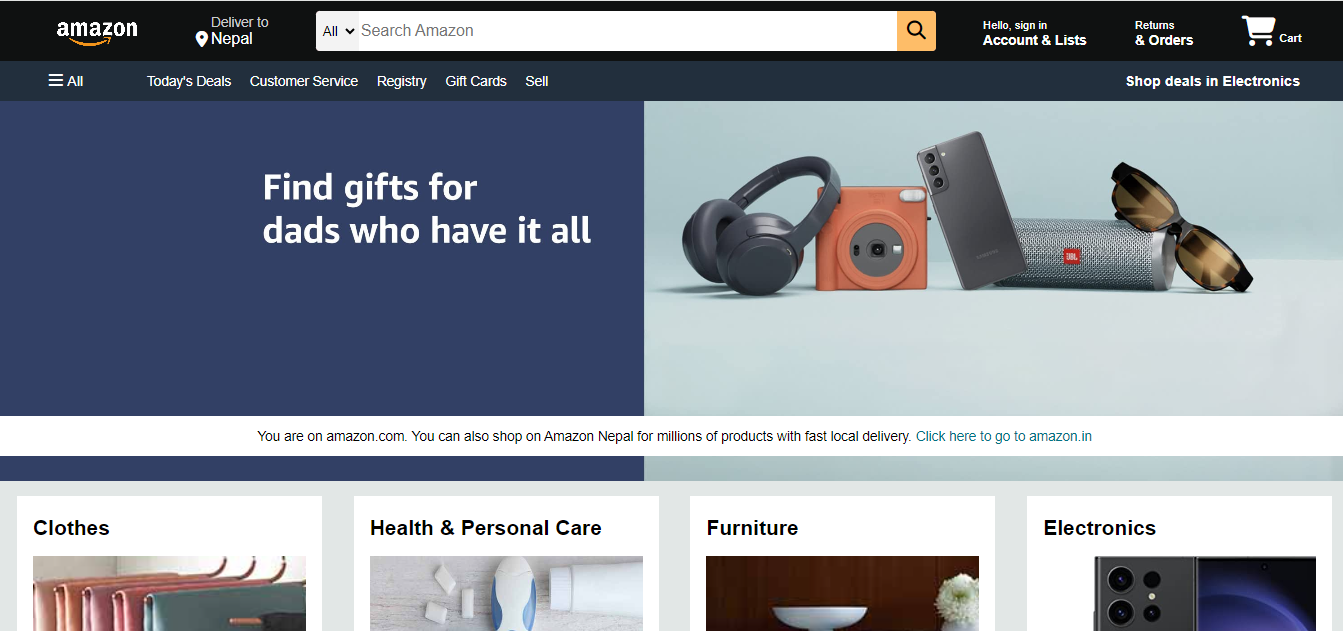 amazon
Deliver to
Nepal
All
Search Amazon
Hello, sign in
Account & Lists
Returns
& Orders
Cart
All
Today's Deals
Customer Service
Registry
Gift Cards
Sell
Shop deals in Electronics
Find gifts for
dads who have it all
SAMSUNG
JBL
You are on amazon.com. You can also shop on Amazon Nepal for millions of products with fast local delivery. Click here to go to amazon.in
Clothes
Health & Personal Care
Furniture
Electronics